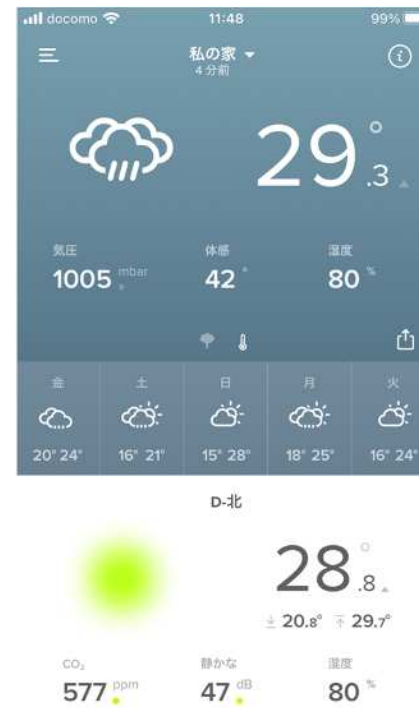 docomo 11:48 99%
私の家
4 分前
29.3°
気圧 体感 湿度
1005 mbar 42° 80%
金 土 日 月 火
20° 24° 16° 21° 15° 28° 18° 25° 16° 24°
D-北
28.8°
20.8° 29.7°
CO₂ 静かな 湿度
577 ppm 47 dB 80%